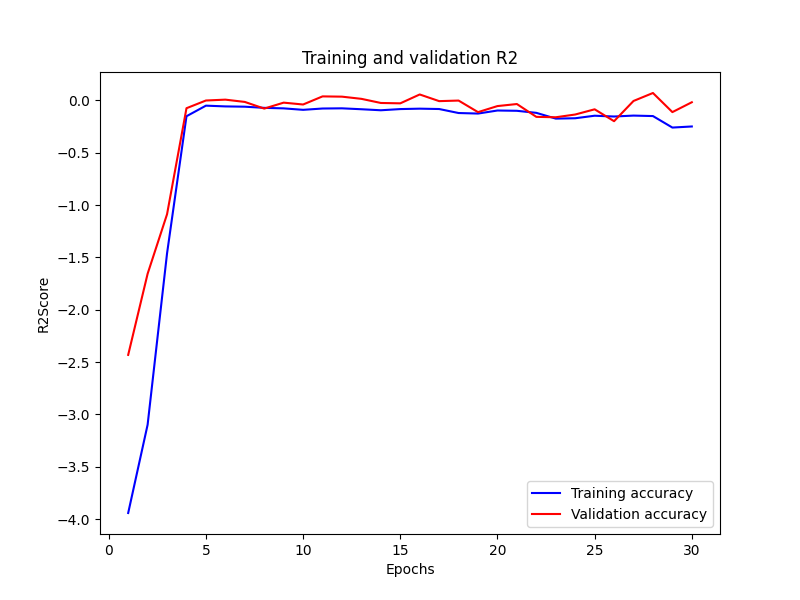 Training and validation R2
0.0
−0.5
−1.0
−1.5
−2.0
−2.5
−3.0
−3.5
−4.0
R2Score
Training accuracy
Validation accuracy
0 5 10 15 20 25 30
Epochs